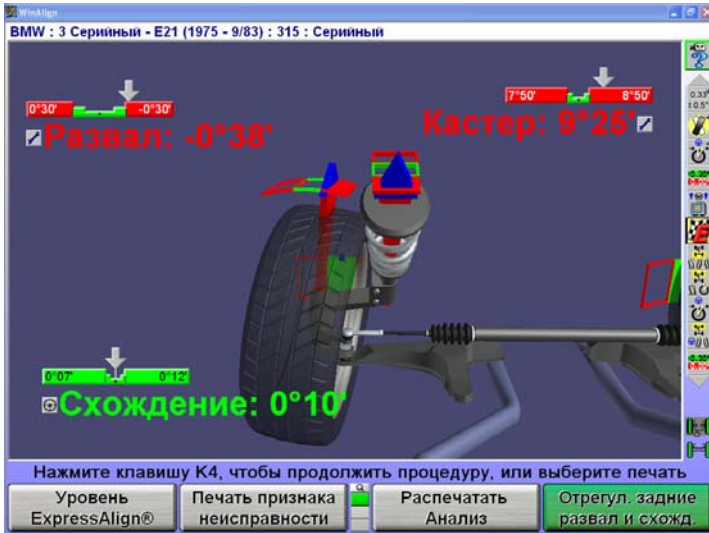 WinAlign
BMW : 3 Серийный - E21 (1975 - 9/83) : 315 : Серийный
0°30' -0°30'
Развал: -0°38'
7°50' 8°50'
Кастер: 9°25'
0°07' 0°12'
Схождение: 0°10'
Нажмите клавишу K4, чтобы продолжить процедуру, или выберите печать
Уровень
ExpressAlign®
Печать признака
неисправности
Распечатать
Анализ
Отрегул. задние
развал и схожд.